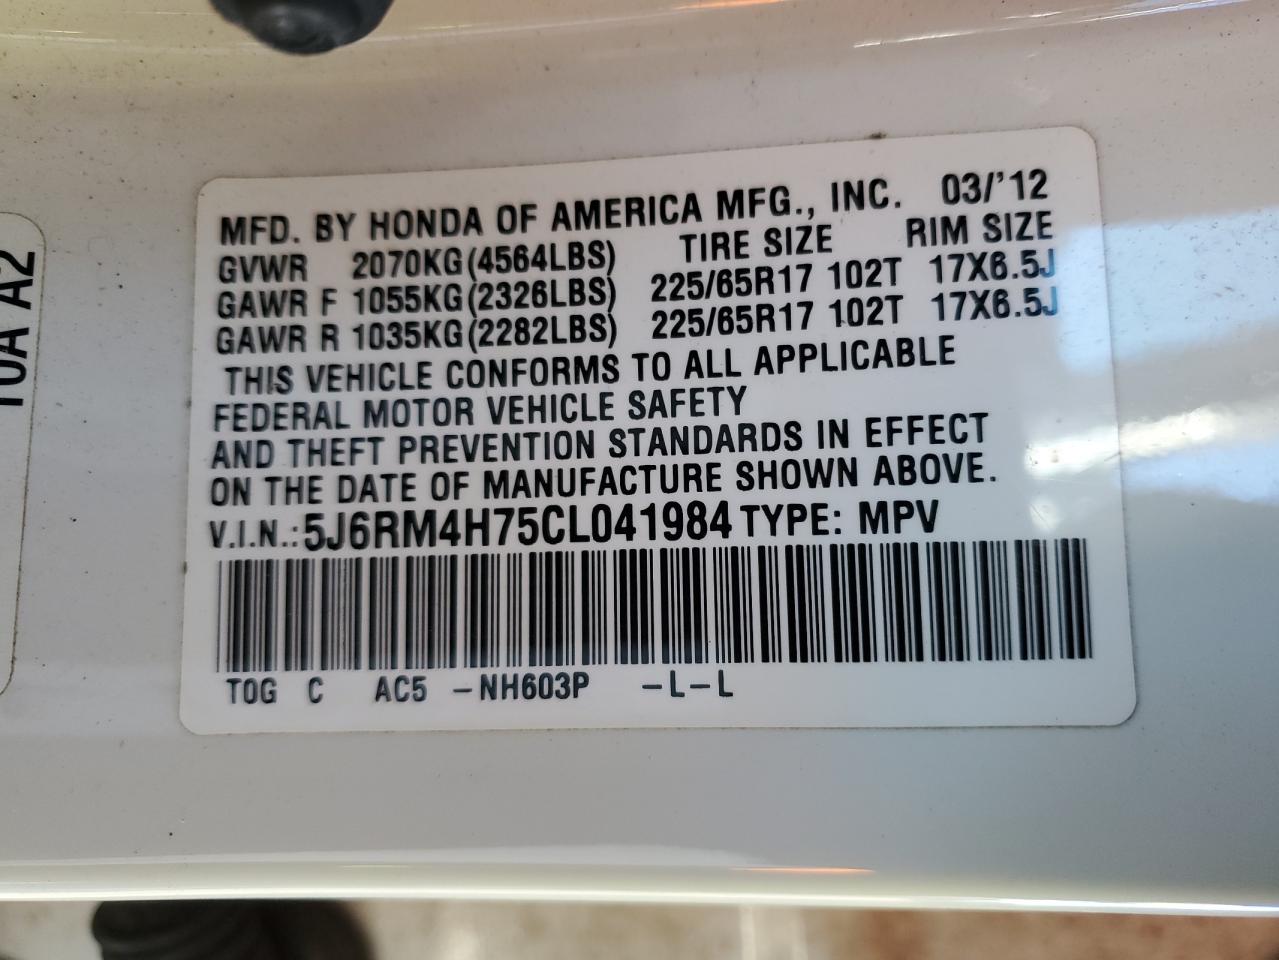 MFD. BY HONDA OF AMERICA MFG., INC. 03/'12
GVWR 2070KG(4564LBS) TIRE SIZE RIM SIZE
GAWR F 1055KG(2326LBS) 225/65R17 102T 17X6.5J
GAWR R 1035KG(2282LBS) 225/65R17 102T 17X6.5J
THIS VEHICLE CONFORMS TO ALL APPLICABLE
FEDERAL MOTOR VEHICLE SAFETY
AND THEFT PREVENTION STANDARDS IN EFFECT
ON THE DATE OF MANUFACTURE SHOWN ABOVE.
V.I.N.:5J6RM4H75CL041984 TYPE: MPV
T0G C AC5 -NH603P -L-L
10A A2